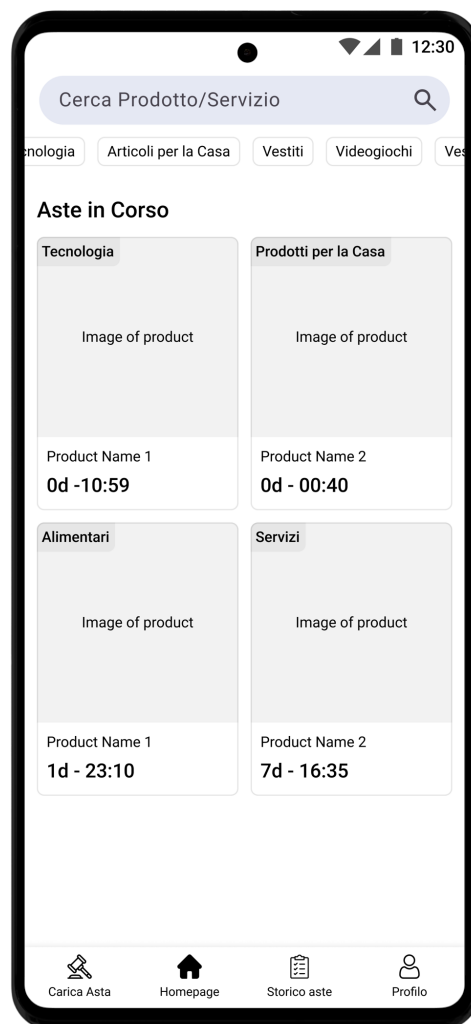 12:30
Cerca Prodotto/Servizio
cnologia Articoli per la Casa Vestiti Videogiochi Ves
Aste in Corso
Tecnologia Prodotti per la Casa
Image of product Image of product
Product Name 1 Product Name 2
0d -10:59 0d - 00:40
Alimentari Servizi
Image of product Image of product
Product Name 1 Product Name 2
1d - 23:10 7d - 16:35
Carica Asta Homepage Storico aste Profilo